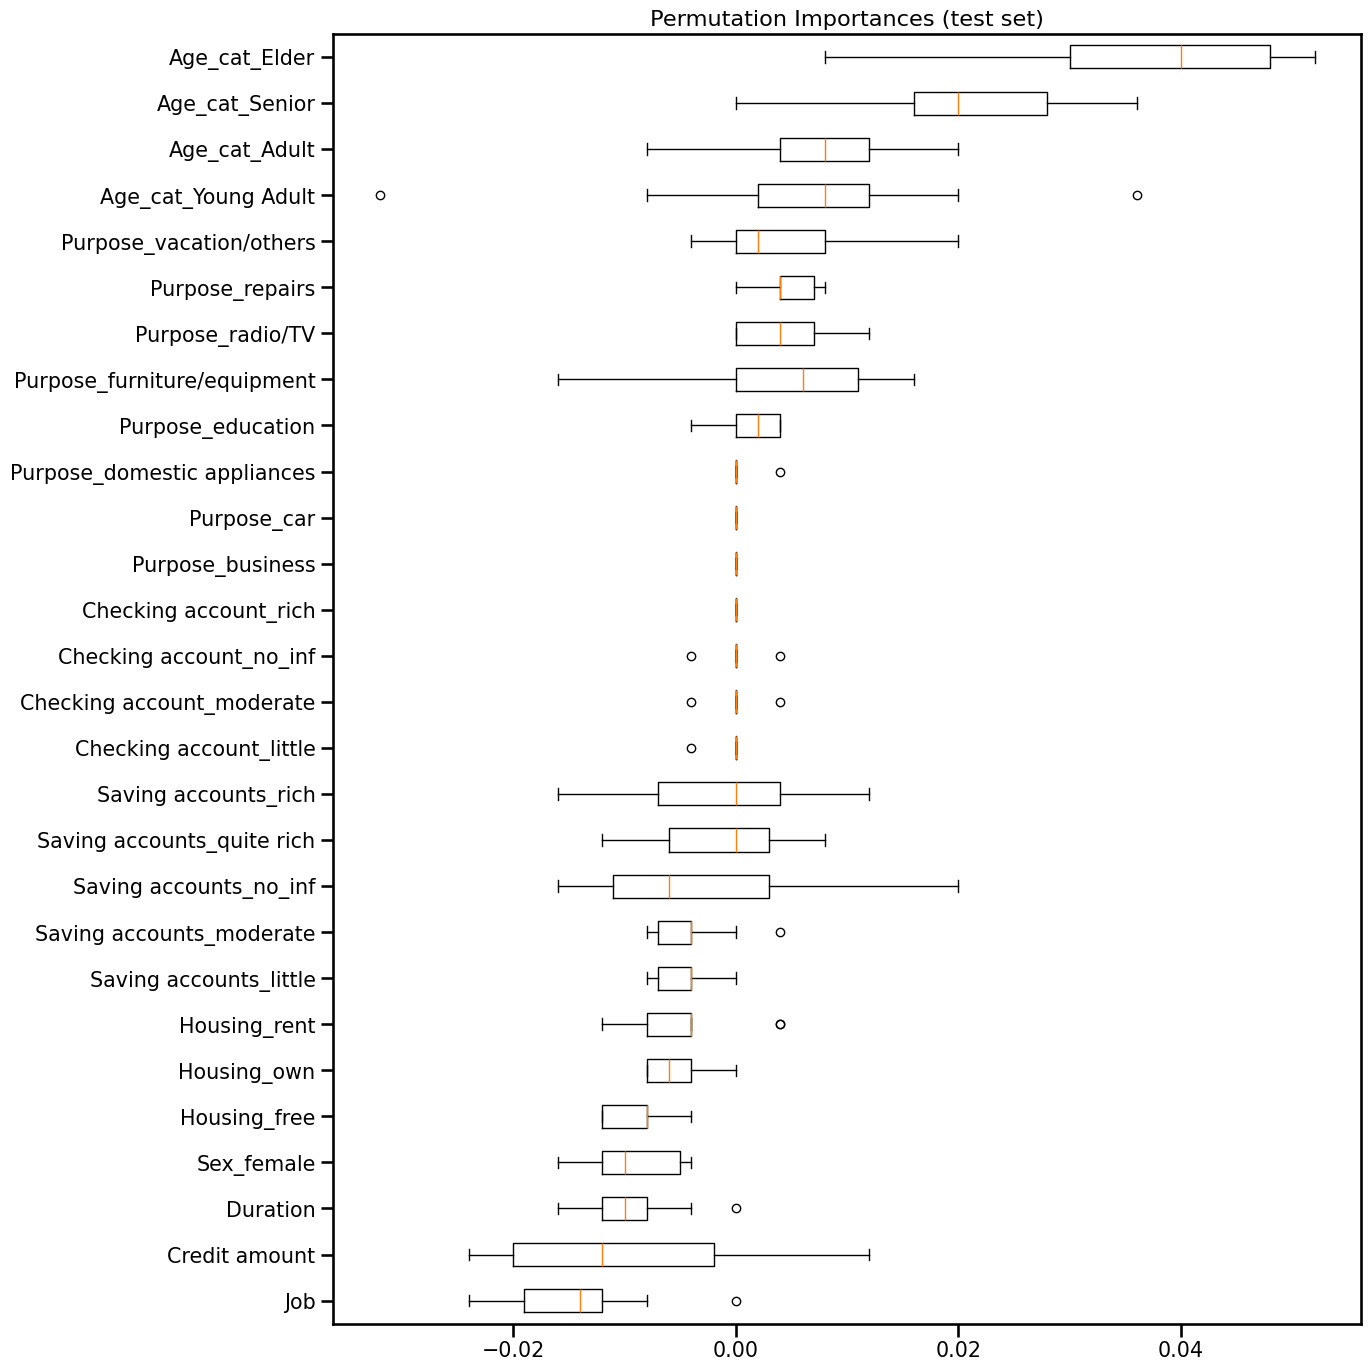 Permutation Importances (test set)
Age_cat_Elder
Age_cat_Senior
Age_cat_Adult
Age_cat_Young Adult
Purpose_vacation/others
Purpose_repairs
Purpose_radio/TV
Purpose_furniture/equipment
Purpose_education
Purpose_domestic appliances
Purpose_car
Purpose_business
Checking account_rich
Checking account_no_inf
Checking account_moderate
Checking account_little
Saving accounts_rich
Saving accounts_quite rich
Saving accounts_no_inf
Saving accounts_moderate
Saving accounts_little
Housing_rent
Housing_own
Housing_free
Sex_female
Duration
Credit amount
Job
−0.02 0.00 0.02 0.04